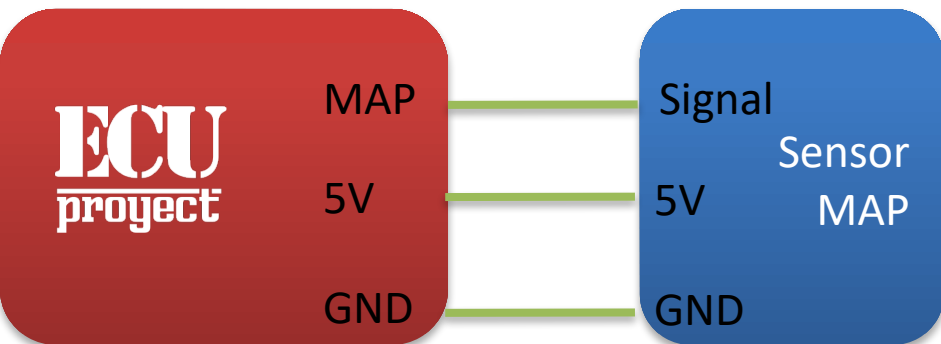 ECU
proyect
MAP
5V
GND
Signal
5V
GND
Sensor
MAP